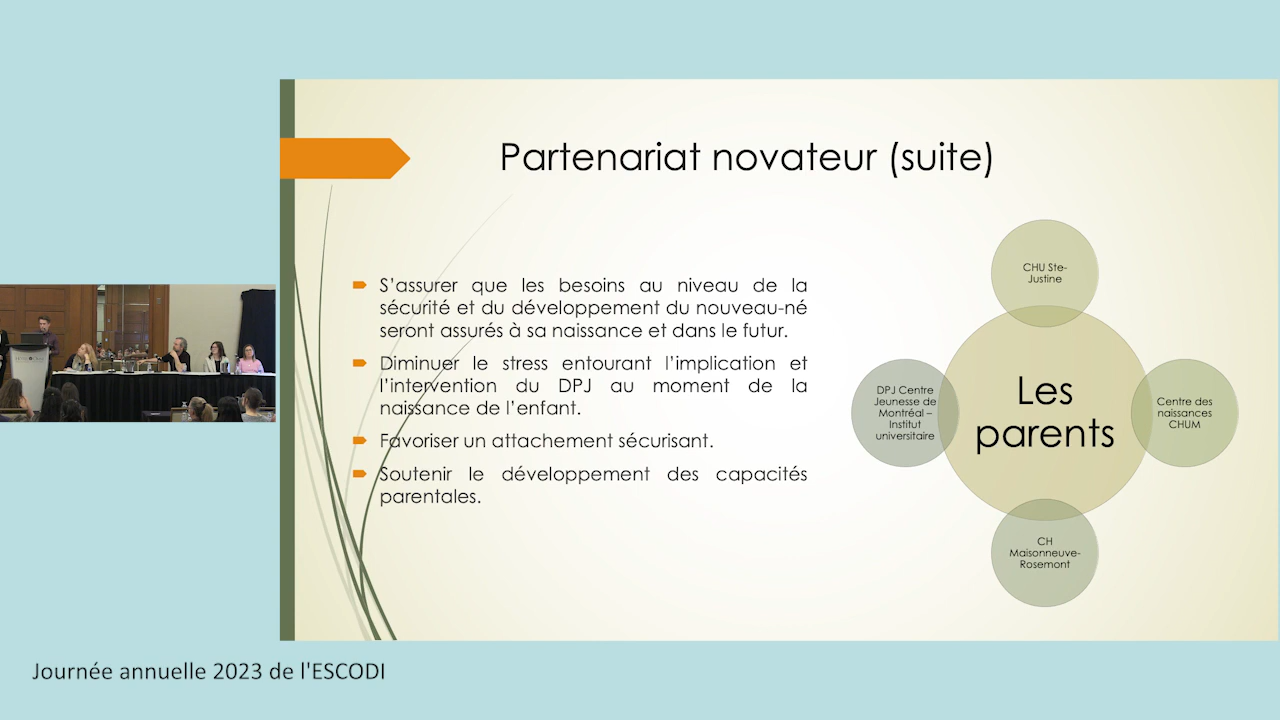 Partenariat novateur (suite)
S'assurer que les besoins au niveau de la
sécurité et du développement du nouveau-né
seront assurés à sa naissance et dans le futur.
Diminuer le stress entourant l'implication et
l'intervention du DPJ au moment de la
naissance de l'enfant.
Favoriser un attachement sécurisant.
Soutenir le développement des capacités
parentales.
CHU Ste-
Justine
DPJ Centre
Jeunesse de
Montréal –
Institut
universitaire
Les
parents
Centre des
naissances
CHUM
CH
Maisonneuve-
Rosemont
Journée annuelle 2023 de l'ESCODI